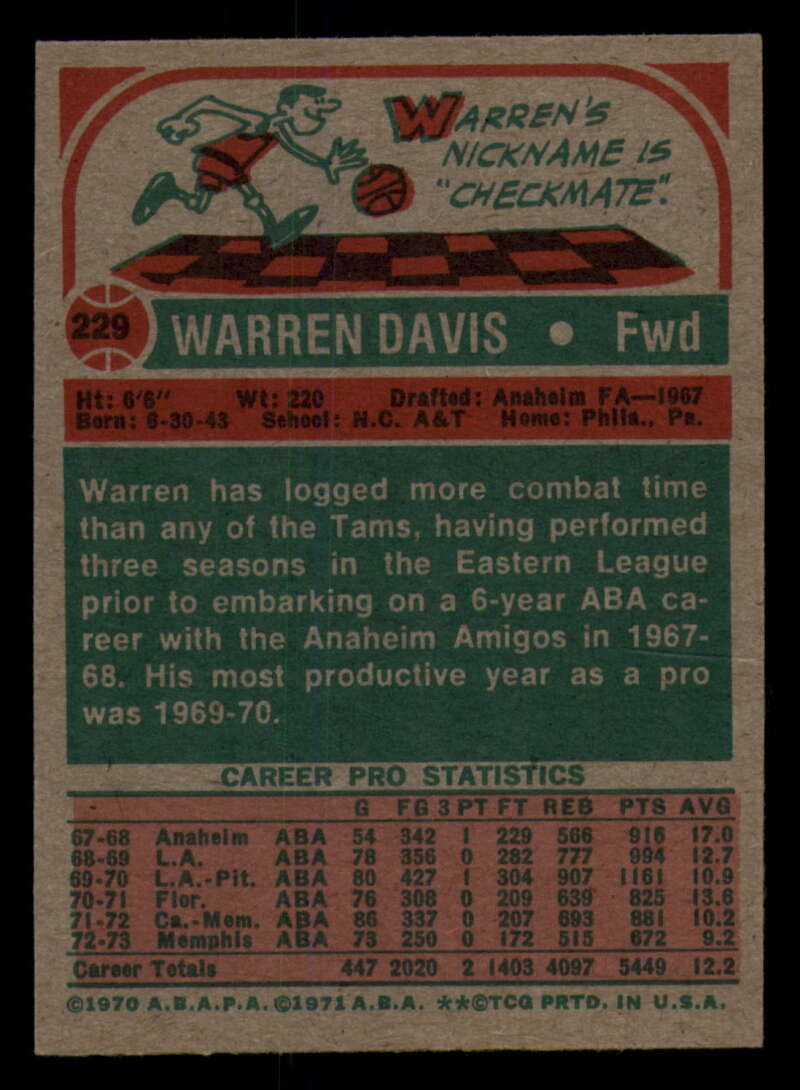 WARREN'S
NICKNAME IS
"CHECKMATE".
229 WARREN DAVIS • Fwd
Ht: 6'6" Wt: 220 Drafted: Anaheim FA—1967
Born: 6-30-43 School: N.C. A&T Home: Phila., Pa.
Warren has logged more combat time
than any of the Tams, having performed
three seasons in the Eastern League
prior to embarking on a 6-year ABA ca-
reer with the Anaheim Amigos in 1967-
68. His most productive year as a pro
was 1969-70.
CAREER PRO STATISTICS
G FG 3PT FT REB PTS AVG
67-68 Anaheim ABA 54 342 1 229 566 916 17.0
68-69 L.A. ABA 78 356 0 282 777 994 12.7
69-70 L.A.-Pit. ABA 80 427 1 304 907 1161 10.9
70-71 Flor. ABA 76 308 0 209 639 825 13.6
71-72 Ca.-Mem. ABA 86 337 0 207 693 881 10.2
72-73 Memphis ABA 73 250 0 172 515 672 9.2
Career Totals 447 2020 2 1403 4097 5449 12.2
©1970 A.B.A.P.A. ©1971 A.B.A. **©TCG PRTD. IN U.S.A.